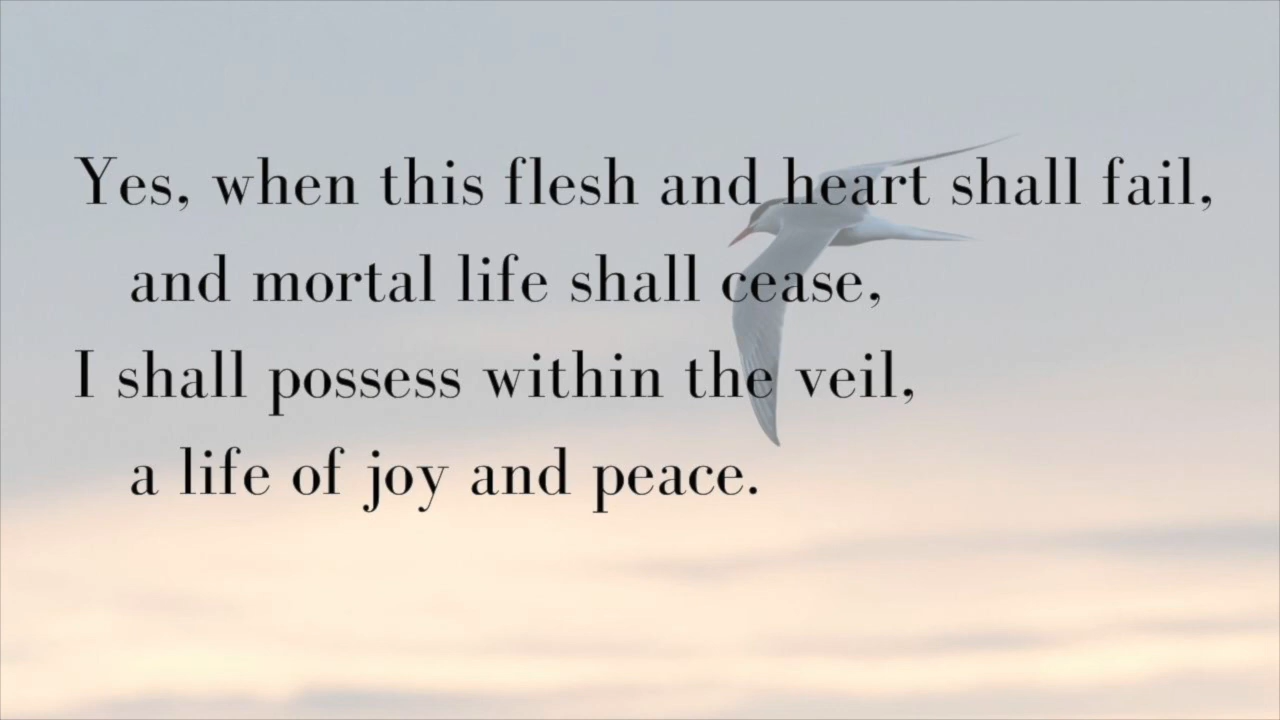 Yes, when this flesh and heart shall fail,
and mortal life shall cease,
I shall possess within the veil,
a life of joy and peace.